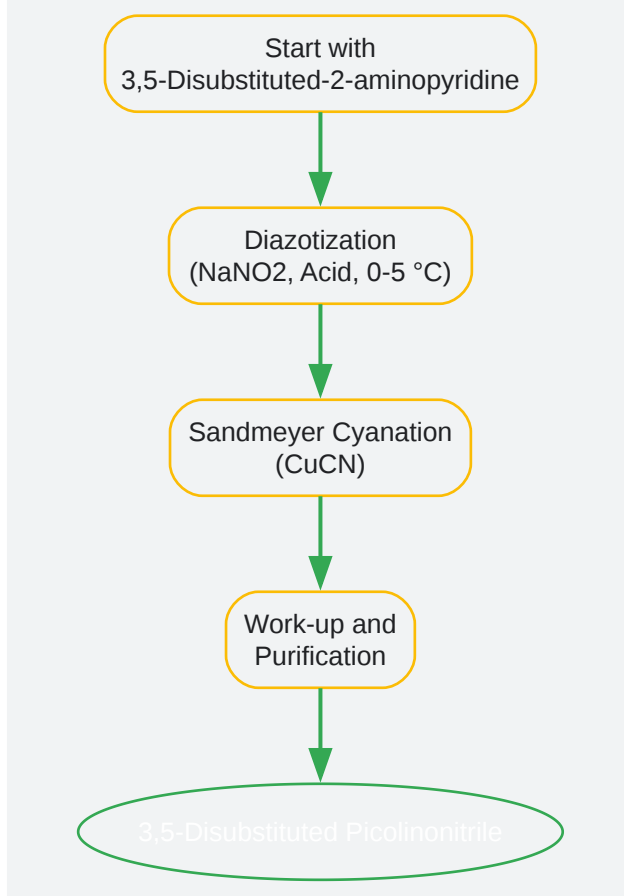 Start with
3,5-Disubstituted-2-aminopyridine
Diazotization
(NaNO2, Acid, 0-5 °C)
Sandmeyer Cyanation
(CuCN)
Work-up and
Purification
3,5-Disubstituted Picolinonitrile